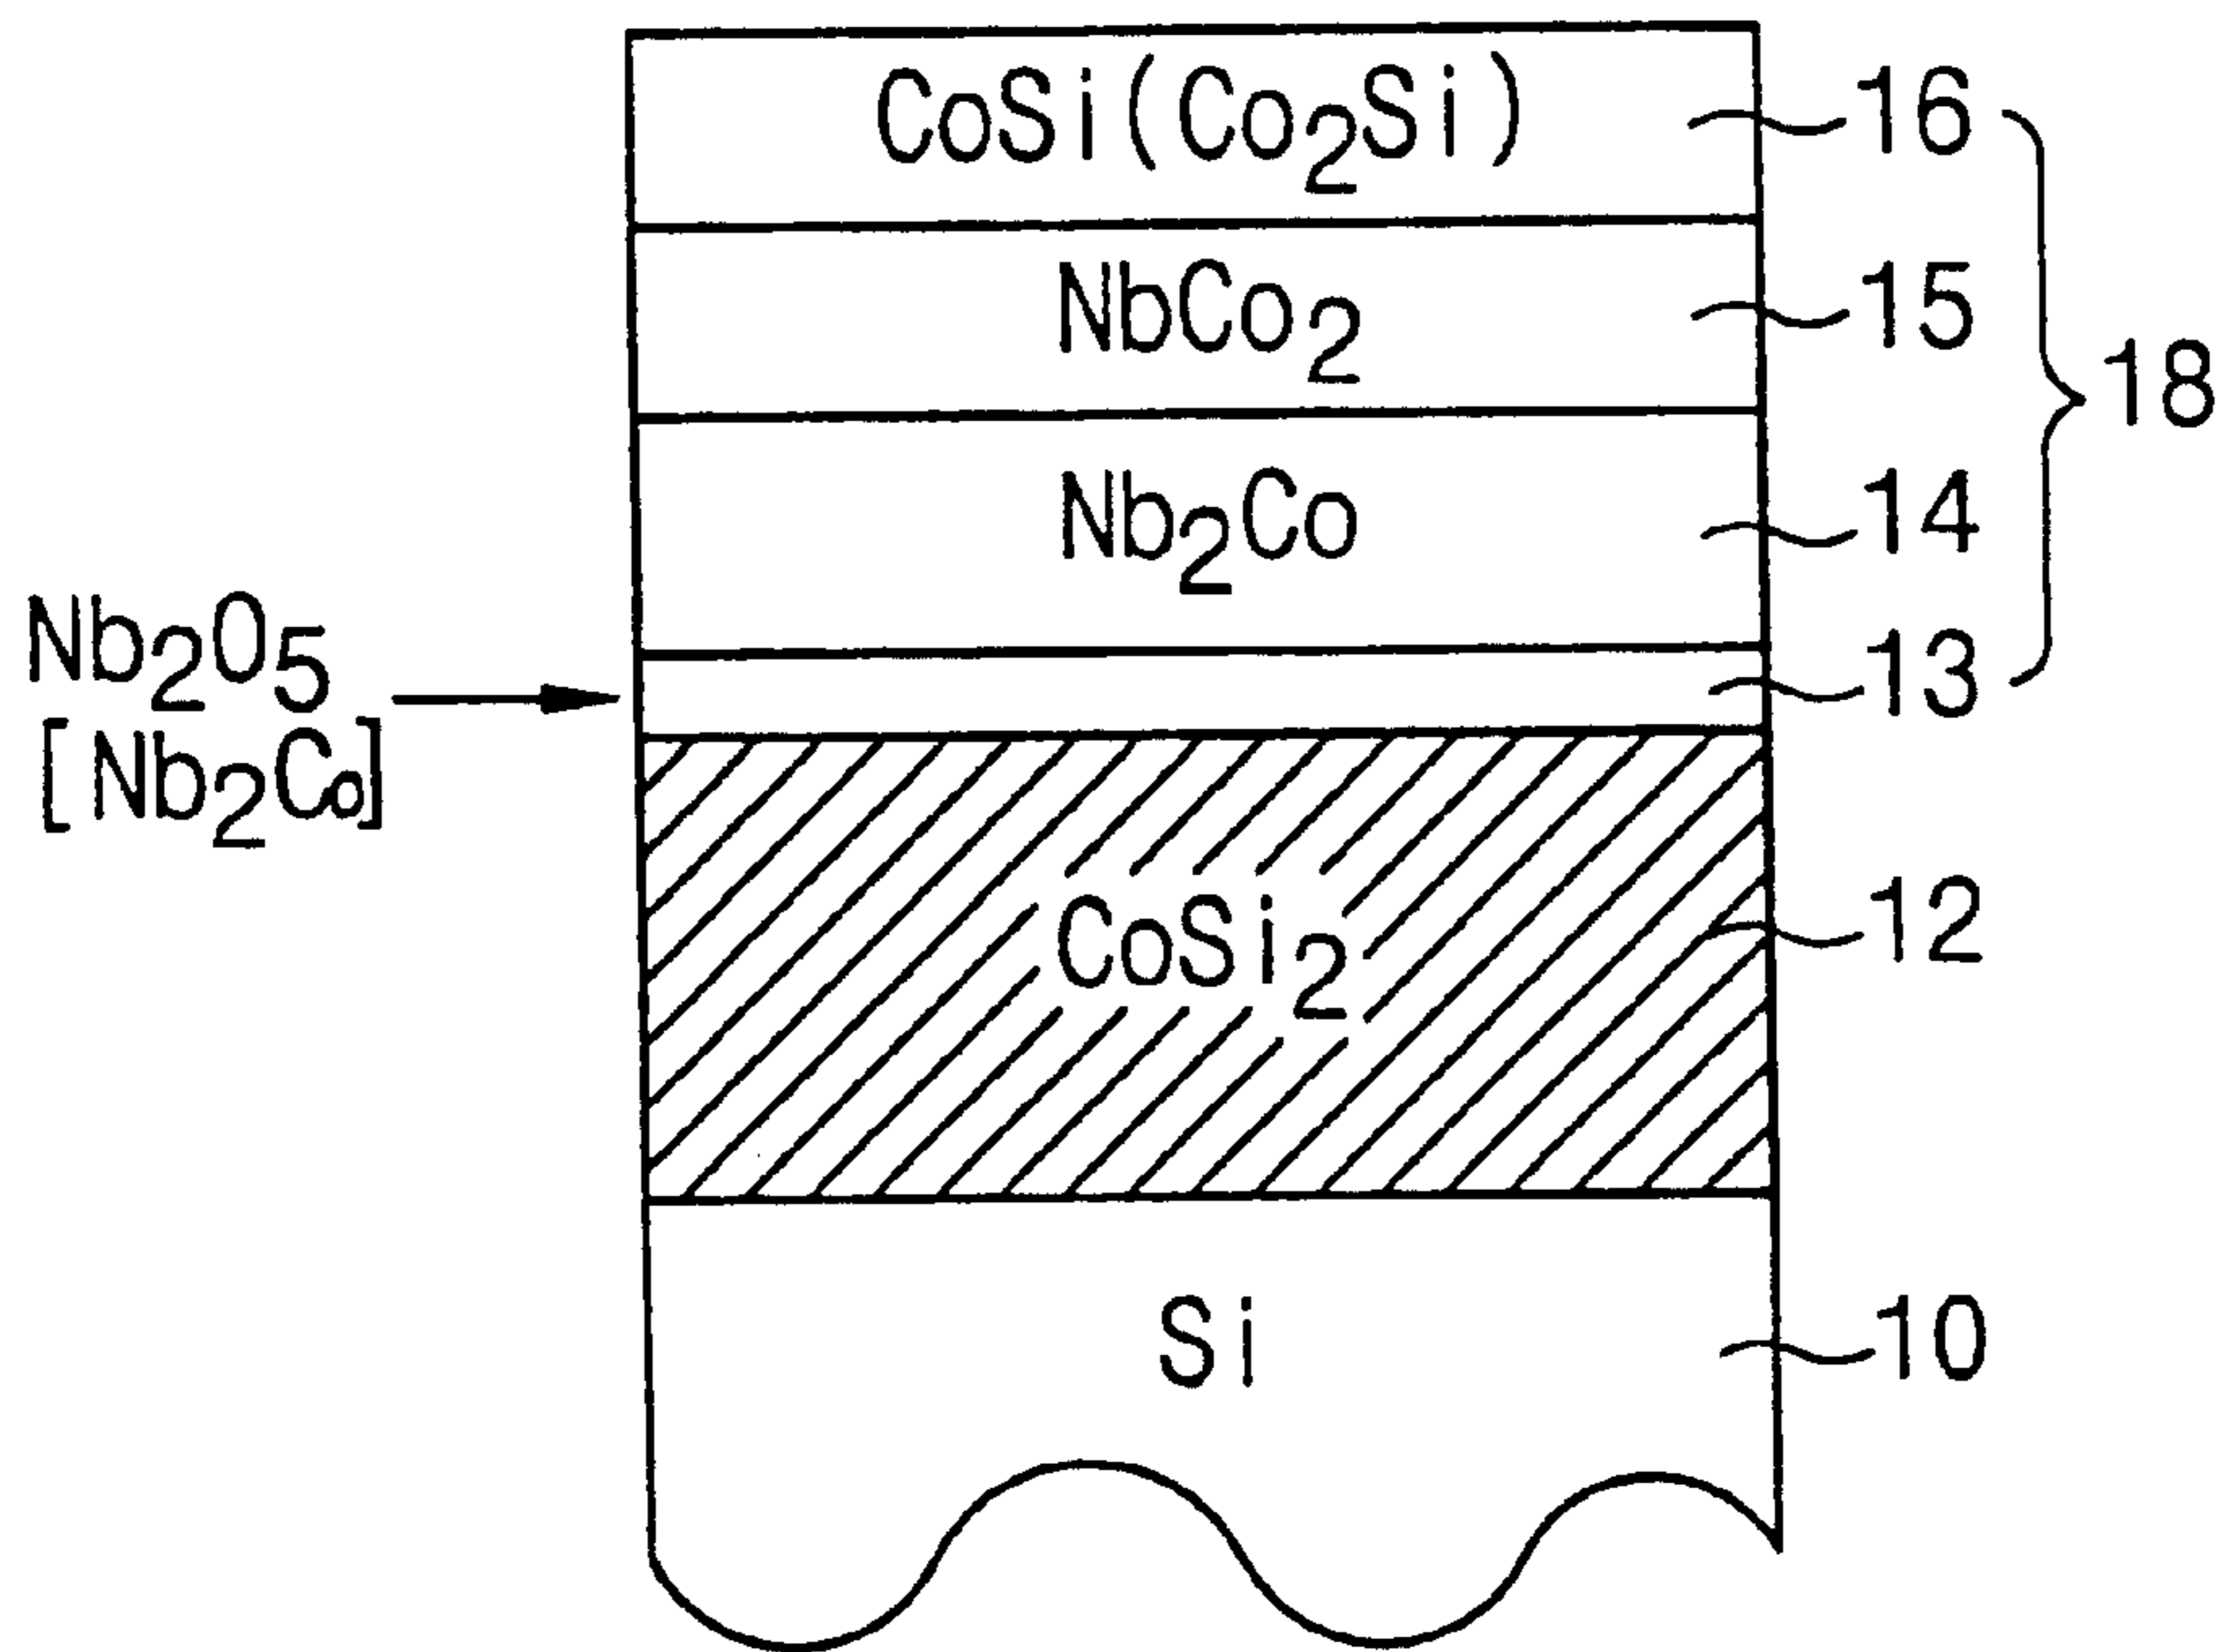 CoSi(Co₂Si) 16
NbCo₂ 15
18
Nb₂Co 14
Nb₂O₅ 13
[Nb₂Co]
CoSi₂ 12
Si 10